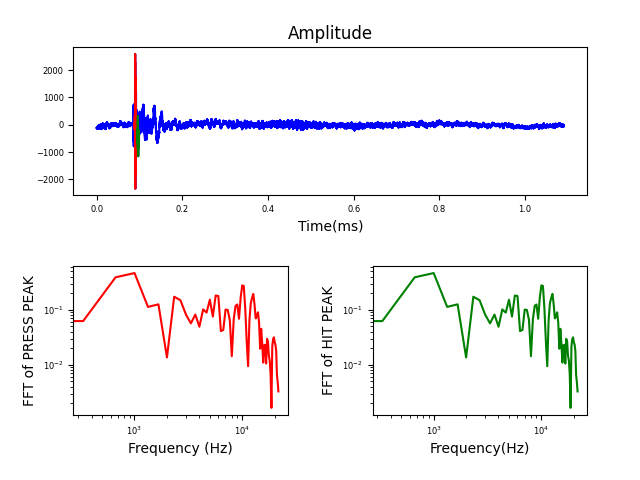 Amplitude
2000
1000
0
−1000
−2000
0.0 0.2 0.4 0.6 0.8 1.0
Time(ms)
FFT of PRESS PEAK
10⁻¹
10⁻²
10³ 10⁴
Frequency (Hz)
FFT of HIT PEAK
10⁻¹
10⁻²
10³ 10⁴
Frequency(Hz)